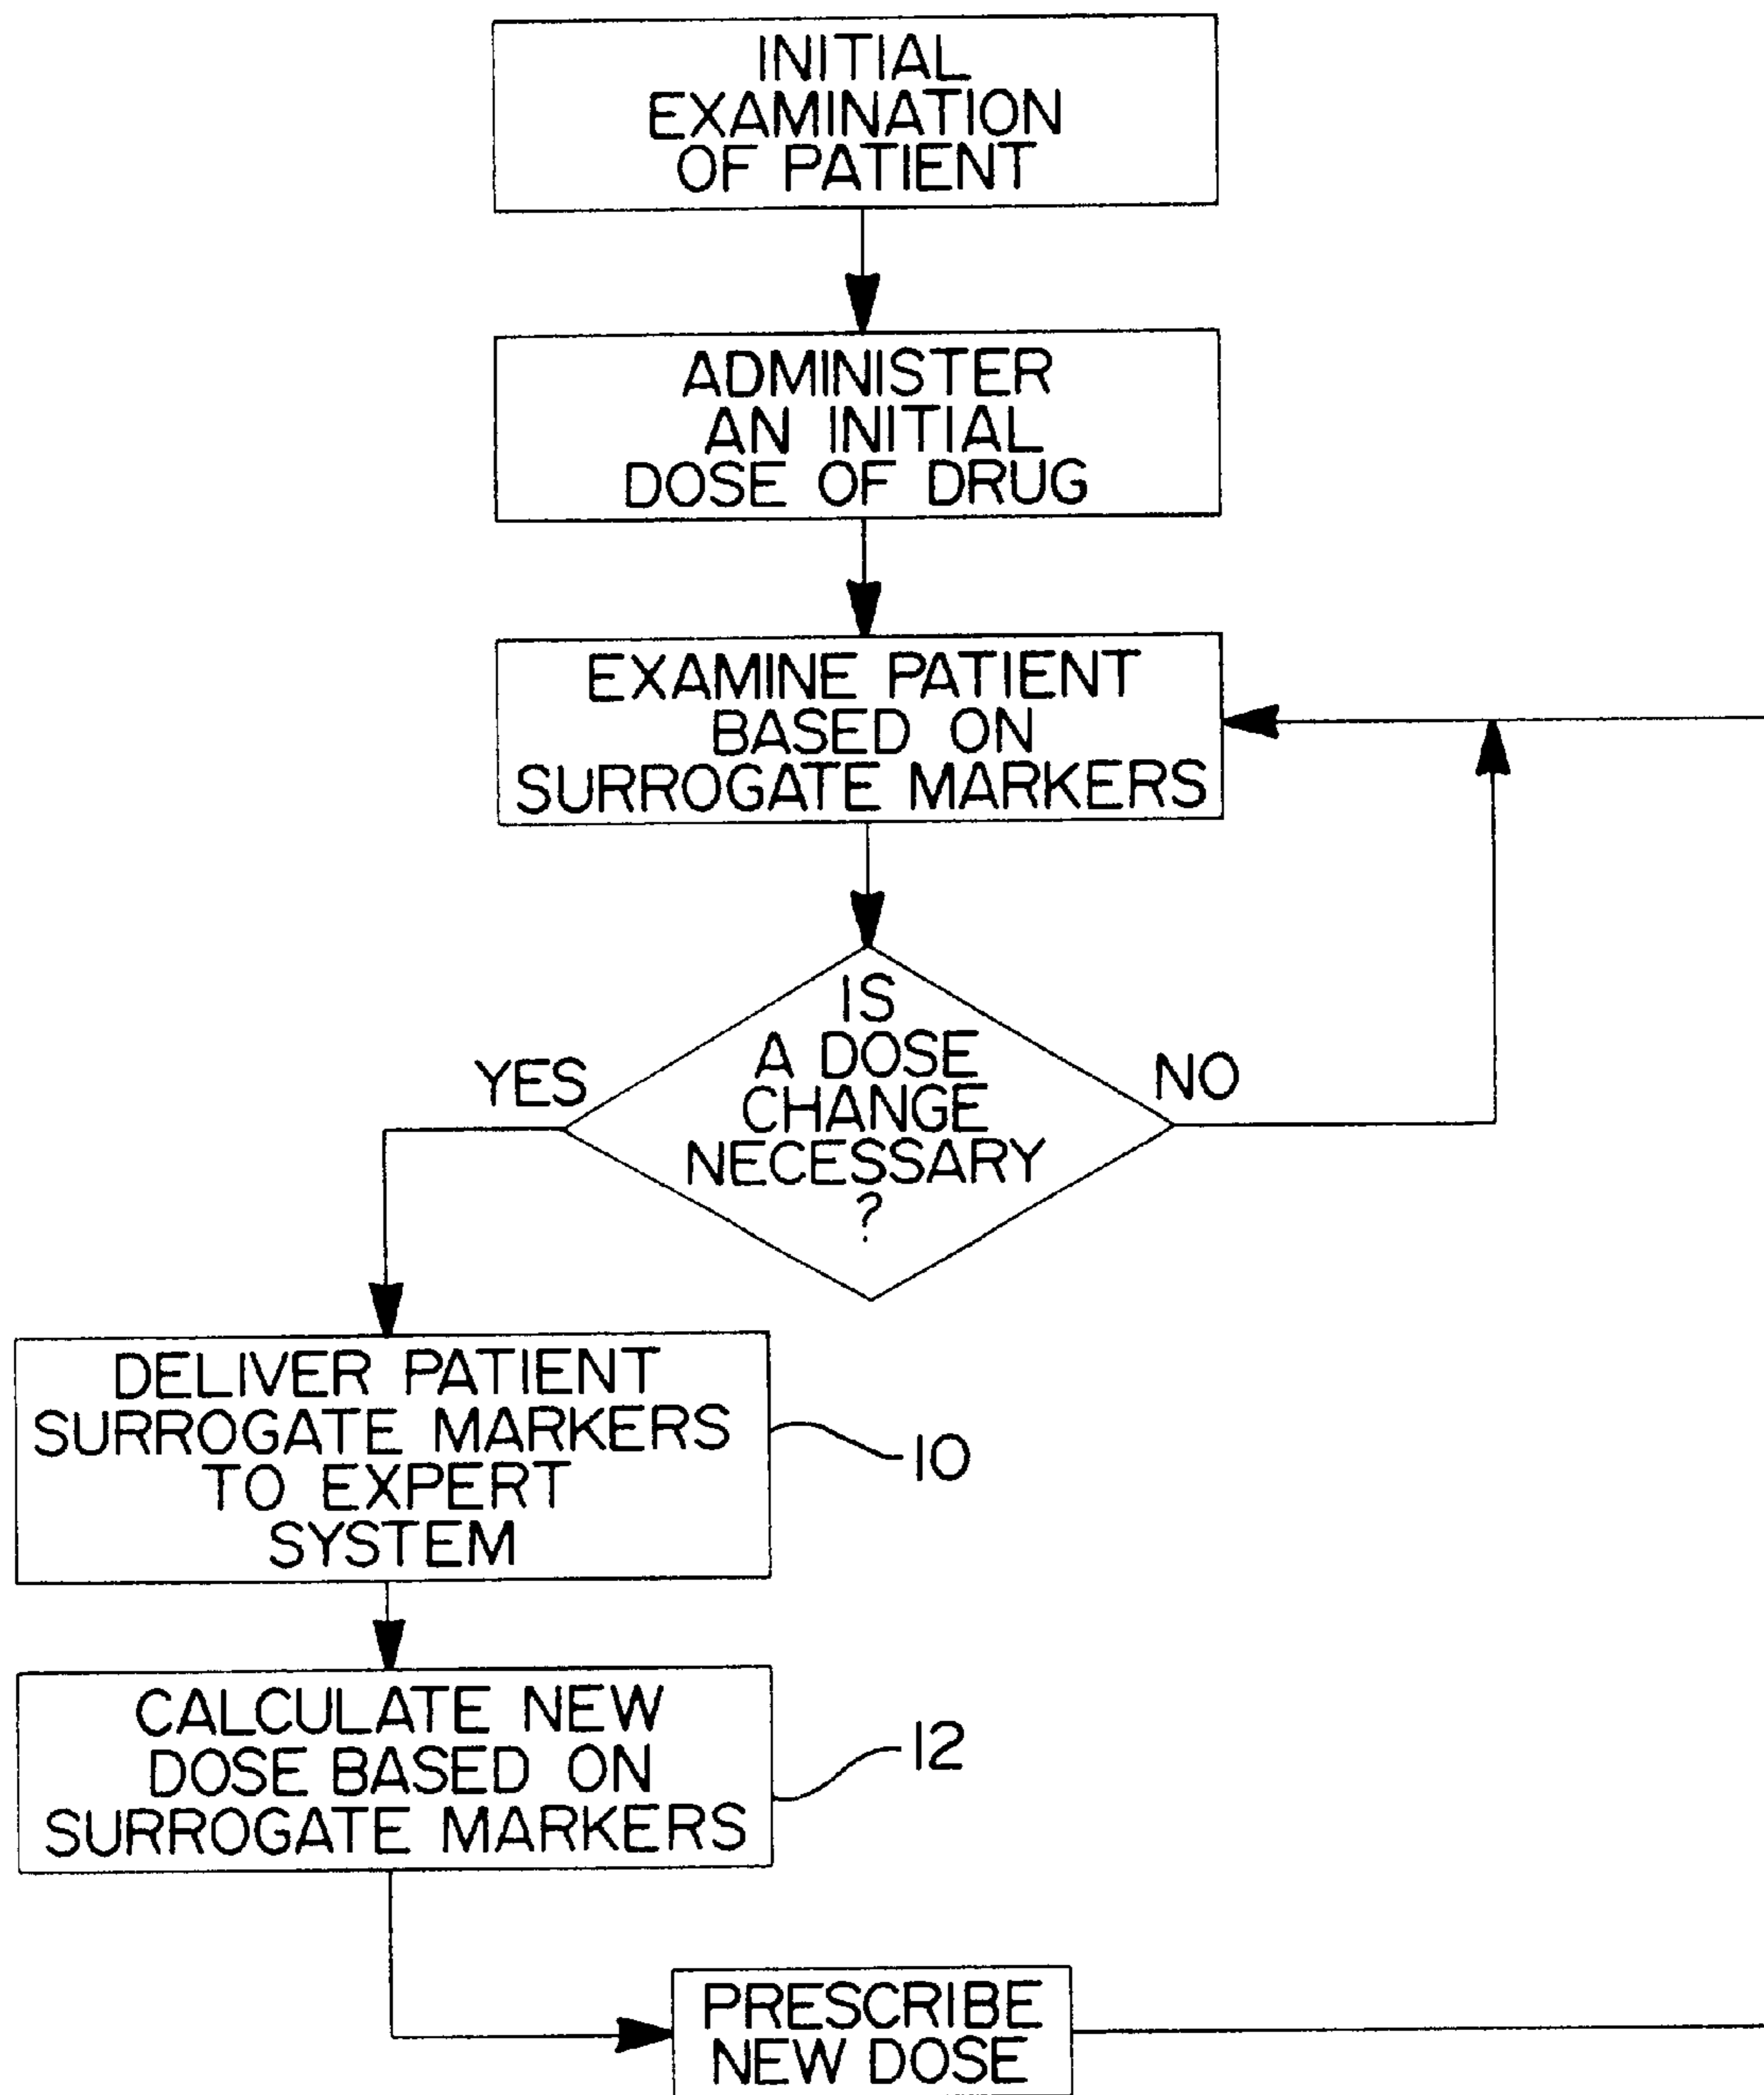 INITIAL
EXAMINATION
OF PATIENT
ADMINISTER
AN INITIAL
DOSE OF DRUG
EXAMINE PATIENT
BASED ON
SURROGATE MARKERS
IS
A DOSE
CHANGE
NECESSARY
?
YES
NO
DELIVER PATIENT
SURROGATE MARKERS
TO EXPERT
SYSTEM
10
CALCULATE NEW
DOSE BASED ON
SURROGATE MARKERS
12
PRESCRIBE
NEW DOSE